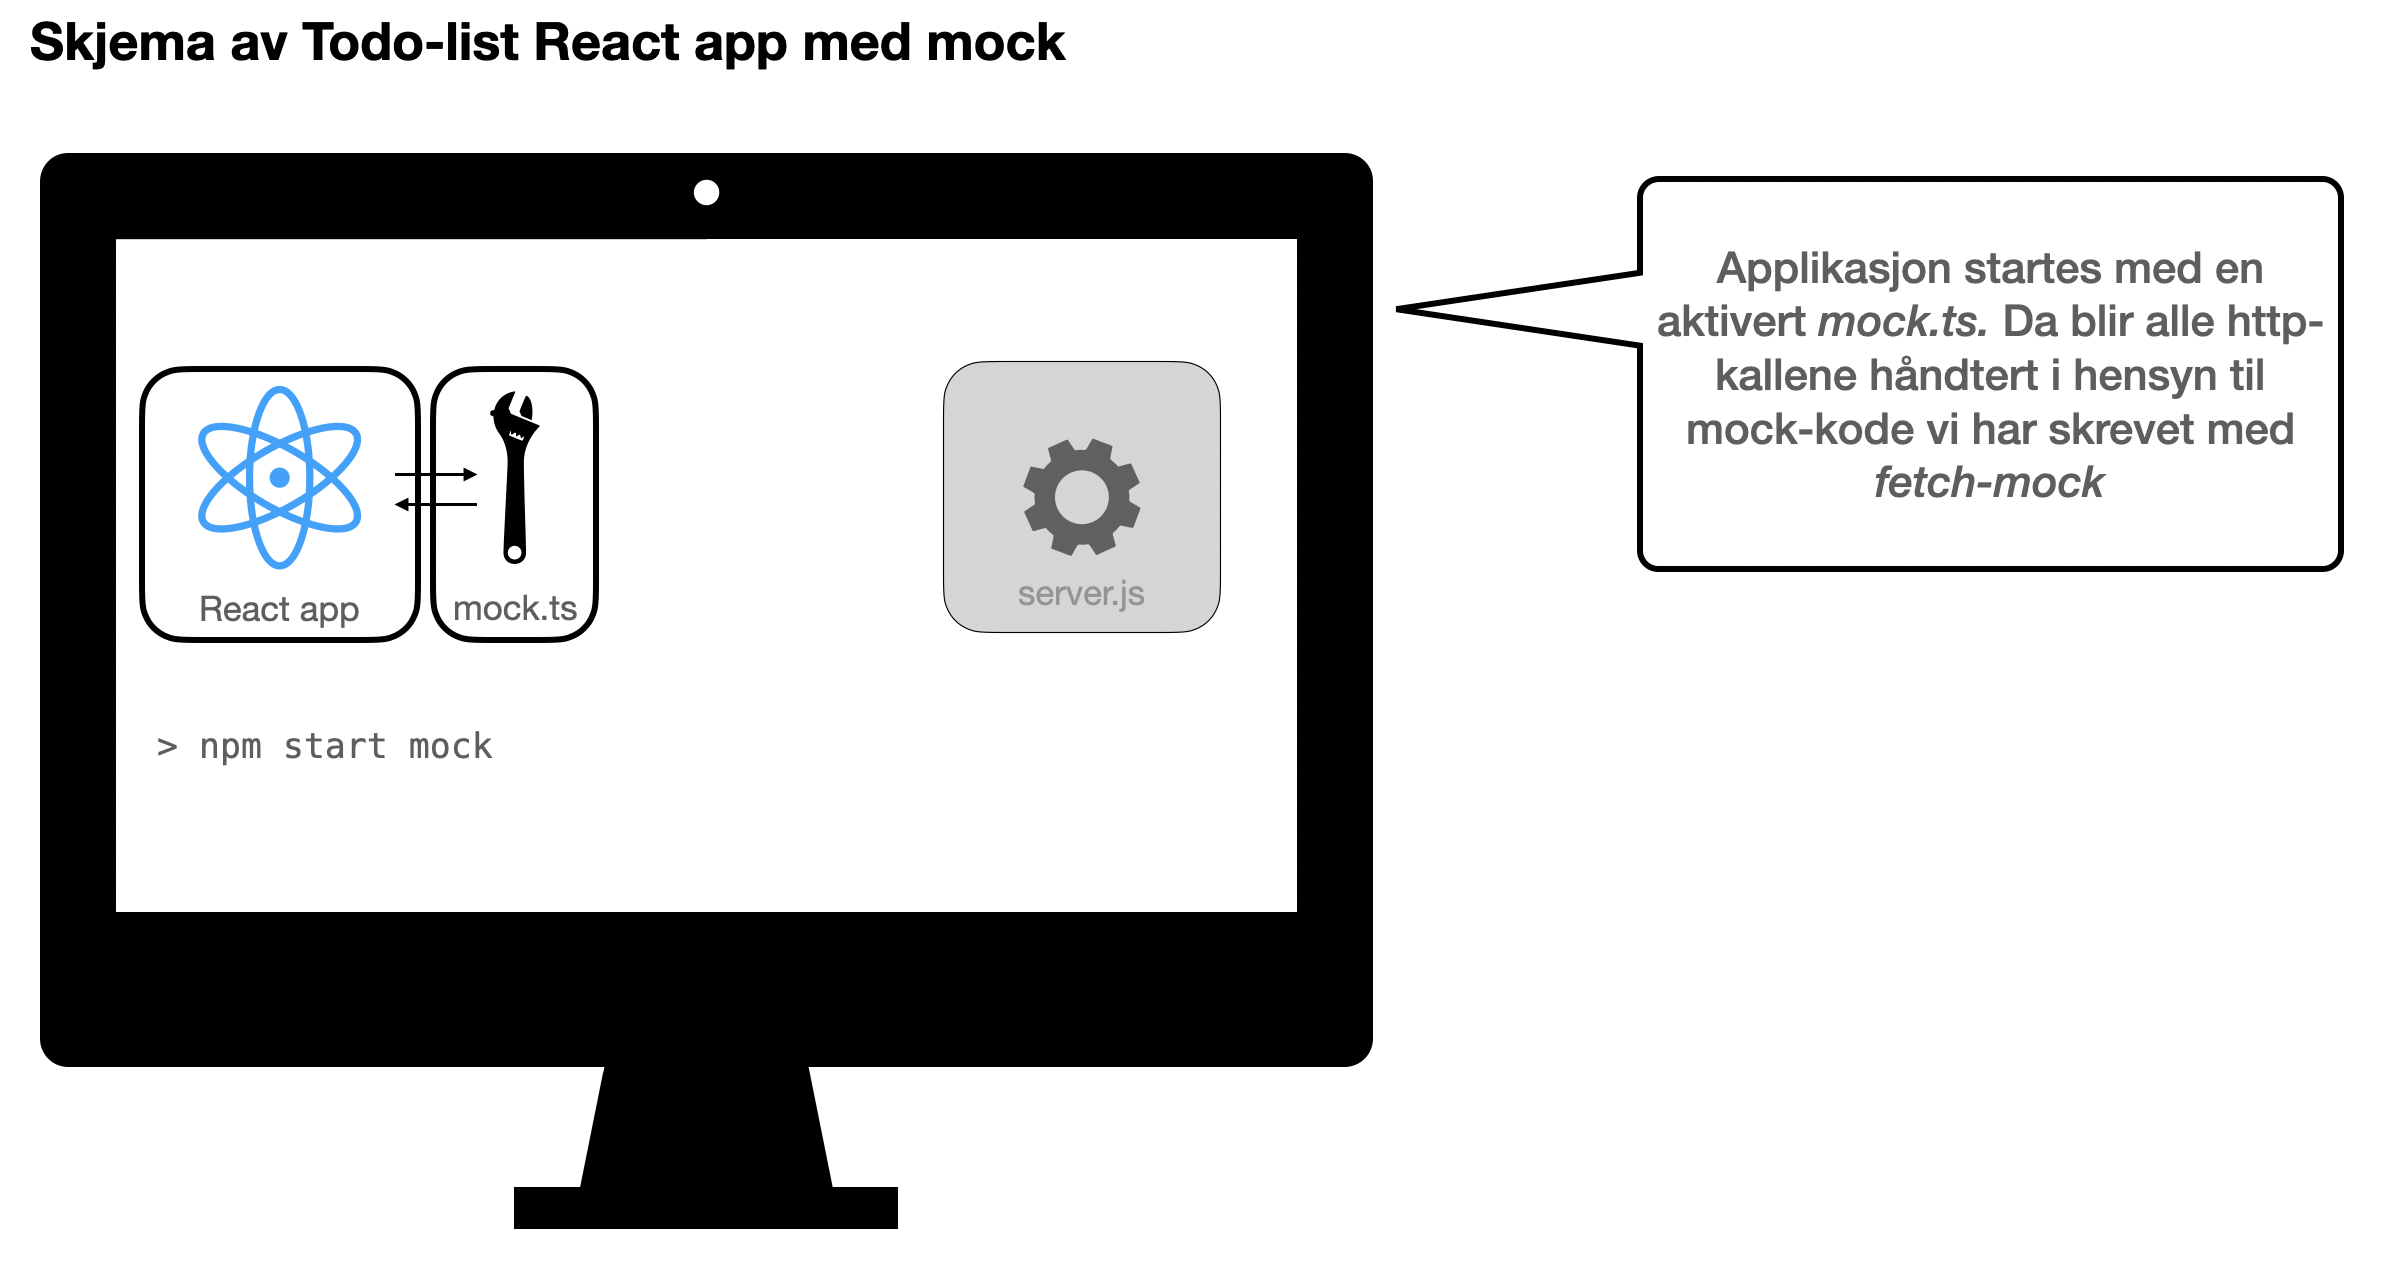 Skjema av Todo-list React app med mock
Applikasjon startes med en
aktivert mock.ts. Da blir alle http-
kallene håndtert i hensyn til
mock-kode vi har skrevet med
fetch-mock
React app
mock.ts
server.js
> npm start mock